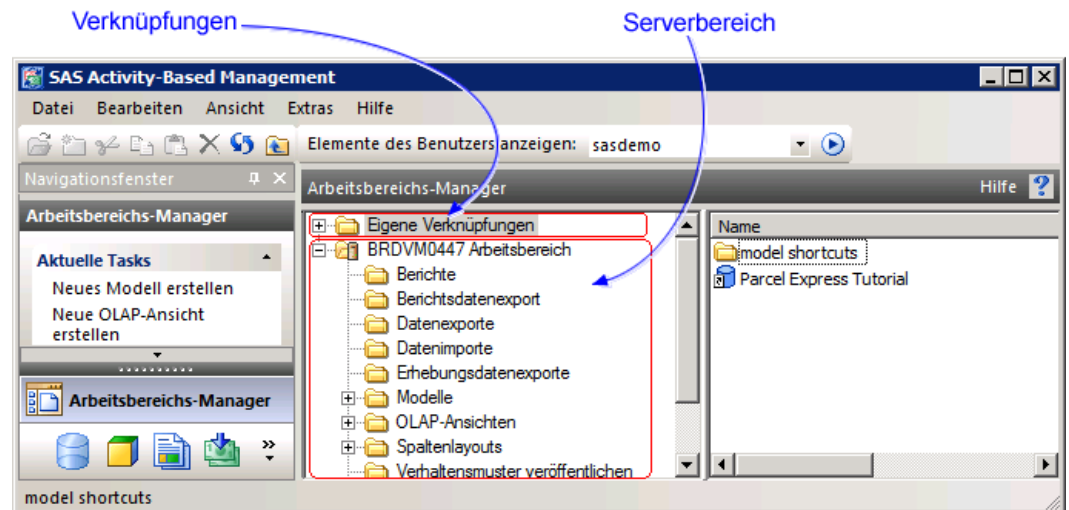 Verknüpfungen
Serverbereich
SAS Activity-Based Management
Datei Bearbeiten Ansicht Extras Hilfe
Elemente des Benutzers anzeigen: sasdemo
Navigationsfenster
Arbeitsbereichs-Manager
Hilfe
Arbeitsbereichs-Manager
Aktuelle Tasks
Neues Modell erstellen
Neue OLAP-Ansicht
erstellen
Arbeitsbereichs-Manager
Eigene Verknüpfungen
BRDVM0447 Arbeitsbereich
Berichte
Berichtsdatenexport
Datenexporte
Datenimporte
Erhebungsdatenexporte
Modelle
OLAP-Ansichten
Spaltenlayouts
Verhaltensmuster veröffentlichen
Name
model shortcuts
Parcel Express Tutorial
model shortcuts